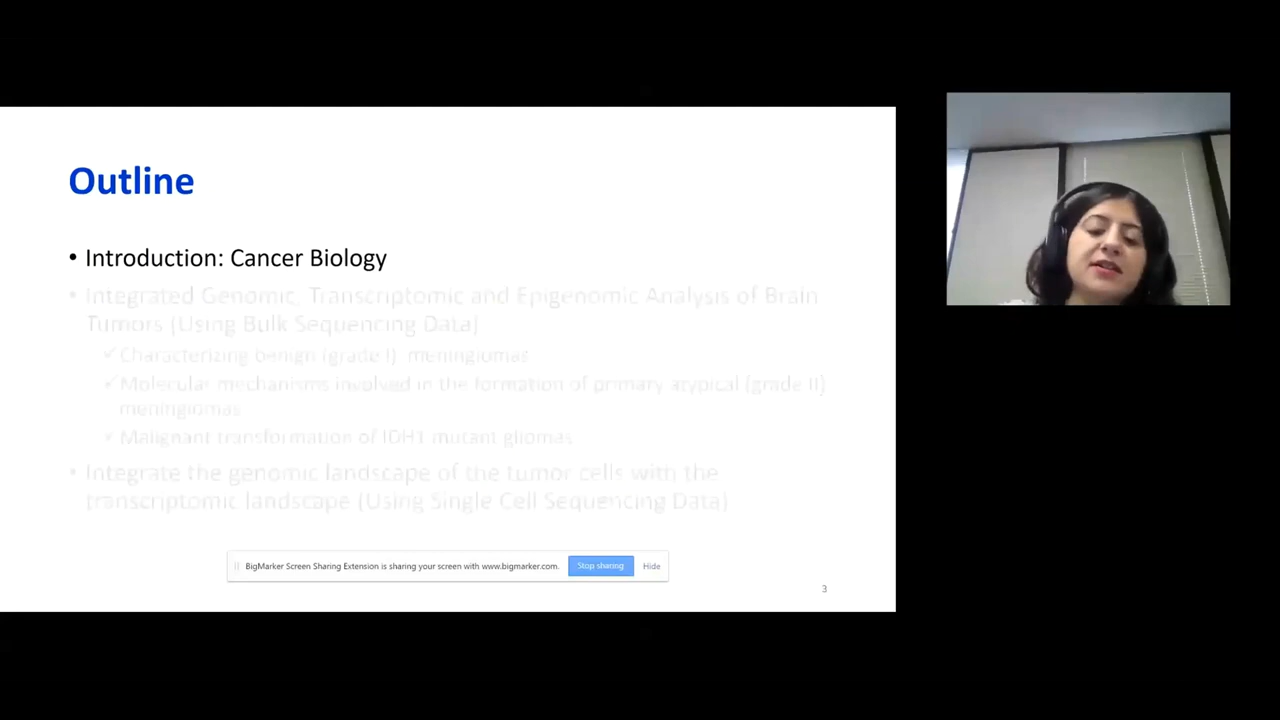 Outline
• Introduction: Cancer Biology
• Integrated Genomic, Transcriptomic and Epigenomic Analysis of Brain
Tumors (Using Bulk Sequencing Data)
✓ Characterizing benign (grade I) meningiomas
✓ Molecular mechanisms involved in the formation of primary atypical (grade II)
meningiomas
✓ Malignant transformation of IDH1 mutant gliomas
• Integrate the genomic landscape of the tumor cells with the
transcriptomic landscape (Using Single Cell Sequencing Data)
BigMarker Screen Sharing Extension is sharing your screen with www.bigmarker.com. Stop sharing Hide
3